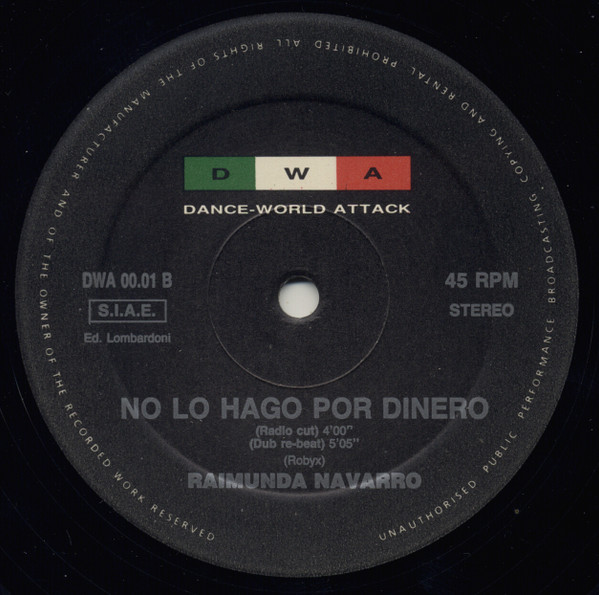 D W A
DANCE-WORLD ATTACK
DWA 00.01 B
S.I.A.E.
Ed. Lombardoni
45 RPM
STEREO
NO LO HAGO POR DINERO
(Radio cut) 4'00"
(Dub re-beat) 5'05"
(Robyx)
RAIMUNDA NAVARRO
ALL RIGHTS OF THE MANUFACTURER AND OF THE OWNER OF THE RECORDED WORK RESERVED
UNAUTHORISED PUBLIC PERFORMANCE BROADCASTING, COPYING AND RENTAL PROHIBITED